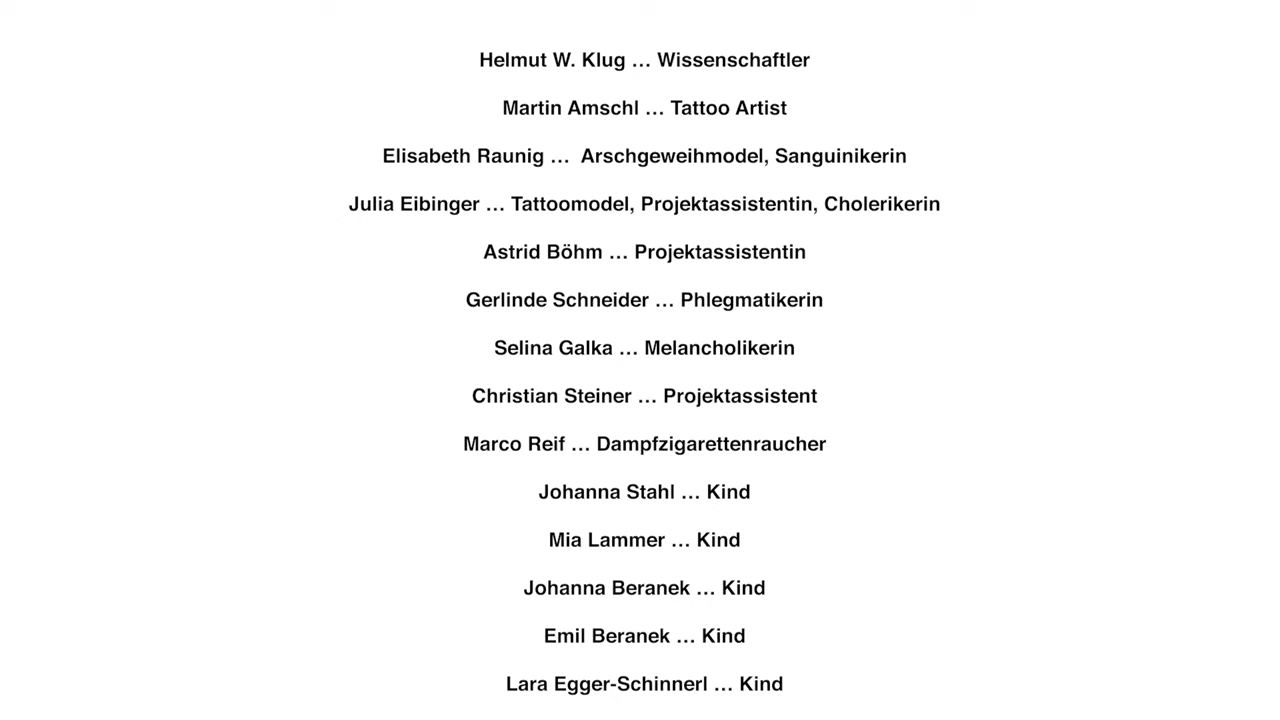 Helmut W. Klug … Wissenschaftler
Martin Amschl … Tattoo Artist
Elisabeth Raunig …  Arschgeweihmodel, Sanguinikerin
Julia Eibinger … Tattoomodel, Projektassistentin, Cholerikerin
Astrid Böhm … Projektassistentin
Gerlinde Schneider … Phlegmatikerin
Selina Galka … Melancholikerin
Christian Steiner … Projektassistent
Marco Reif … Dampfzigarettenraucher
Johanna Stahl … Kind
Mia Lammer … Kind
Johanna Beranek … Kind
Emil Beranek … Kind
Lara Egger-Schinnerl … Kind